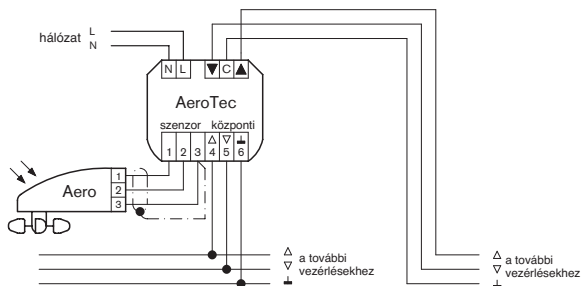 hálózat L
N
N L ▼ C ▲
AeroTec
szenzor központi
△ ▽ ⏊
1 2 3 4 5 6
Aero
1
2
3
△
▽
a további
vezérlésekhez
△
▽
a további
vezérlésekhez